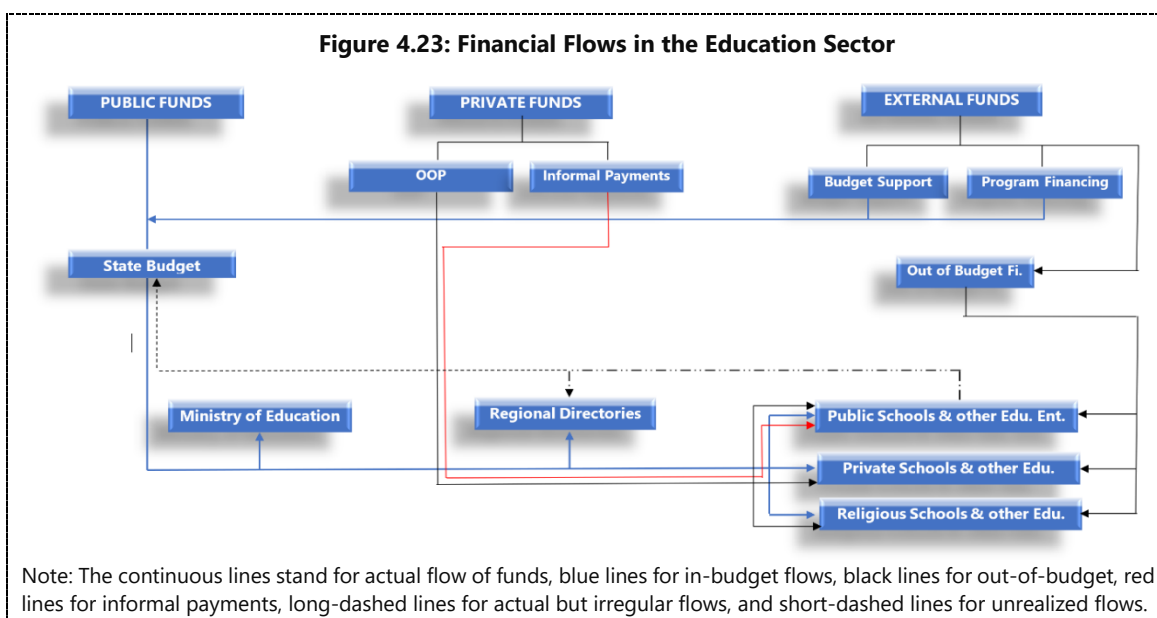 Figure 4.23: Financial Flows in the Education Sector
PUBLIC FUNDS
PRIVATE FUNDS
EXTERNAL FUNDS
OOP
Informal Payments
Budget Support
Program Financing
State Budget
Out of Budget Fi.
Ministry of Education
Regional Directories
Public Schools & other Edu. Ent.
Private Schools & other Edu.
Religious Schools & other Edu.
Note: The continuous lines stand for actual flow of funds, blue lines for in-budget flows, black lines for out-of-budget, red
lines for informal payments, long-dashed lines for actual but irregular flows, and short-dashed lines for unrealized flows.